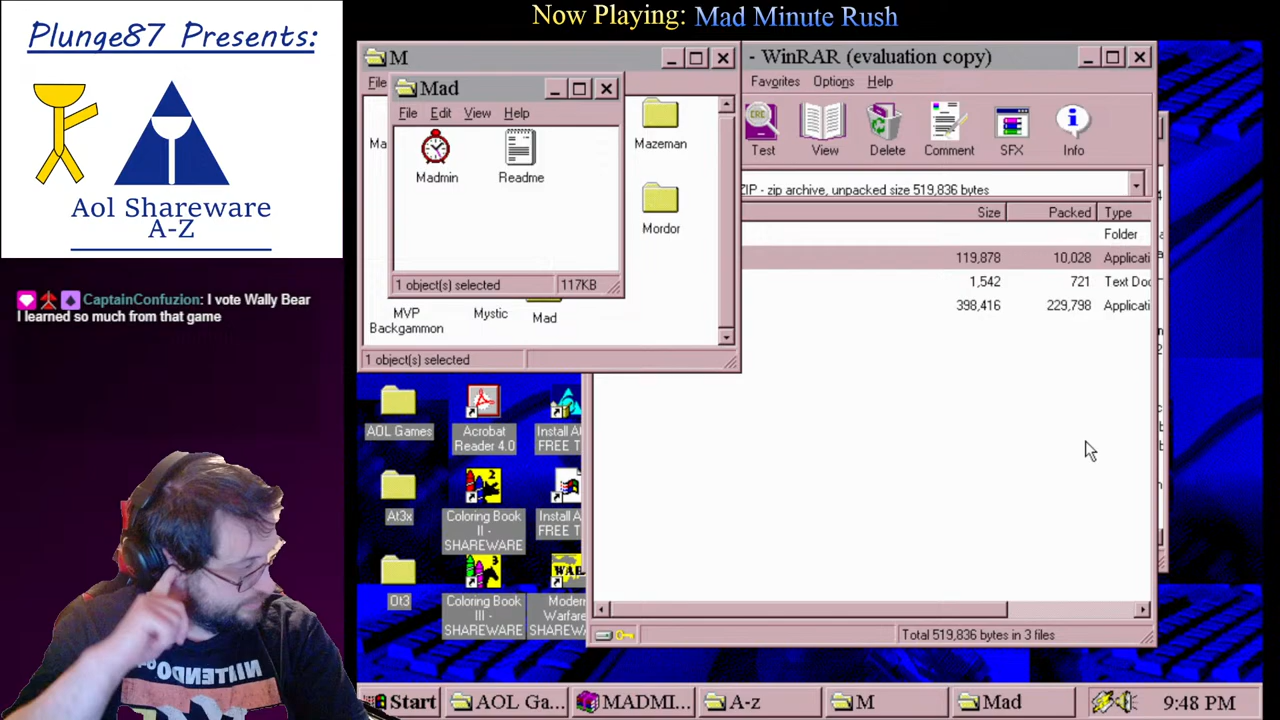 Now Playing: Mad Minute Rush
Plunge87 Presents:
Aol Shareware
A-Z
CaptainConfuzion: I vote Wally Bear
I learned so much from that game
M
File
Mad
File Edit View Help
Madmin
Readme
1 object(s) selected
117KB
Ma
Mazeman
Mordor
MVP
Backgammon
Mystic
Mad
1 object(s) selected
- WinRAR (evaluation copy)
Favorites Options Help
Test
View
Delete
Comment
SFX
Info
ZIP - zip archive, unpacked size 519,836 bytes
Size Packed Type
Folder
119,878 10,028 Applicati
1,542 721 Text Doc
398,416 229,798 Applicati
Total 519,836 bytes in 3 files
AOL Games
Acrobat
Reader 4.0
Install A
FREE T
At3x
Coloring Book
II -
SHAREWARE
Install A
FREE T
Ot3
Coloring Book
III -
SHAREWARE
WAR
Modern
Warfare
SHAREW
NINTENDO
Start
AOL Ga...
MADMI...
A-z
M
Mad
9:48 PM